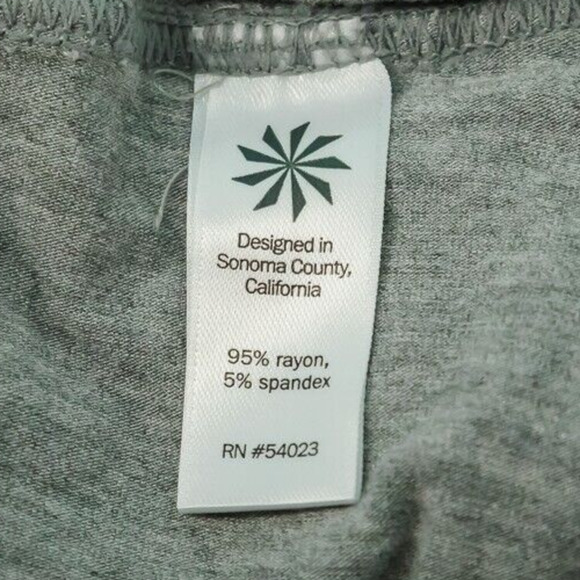 Designed in
Sonoma County,
California
95% rayon,
5% spandex
RN #54023